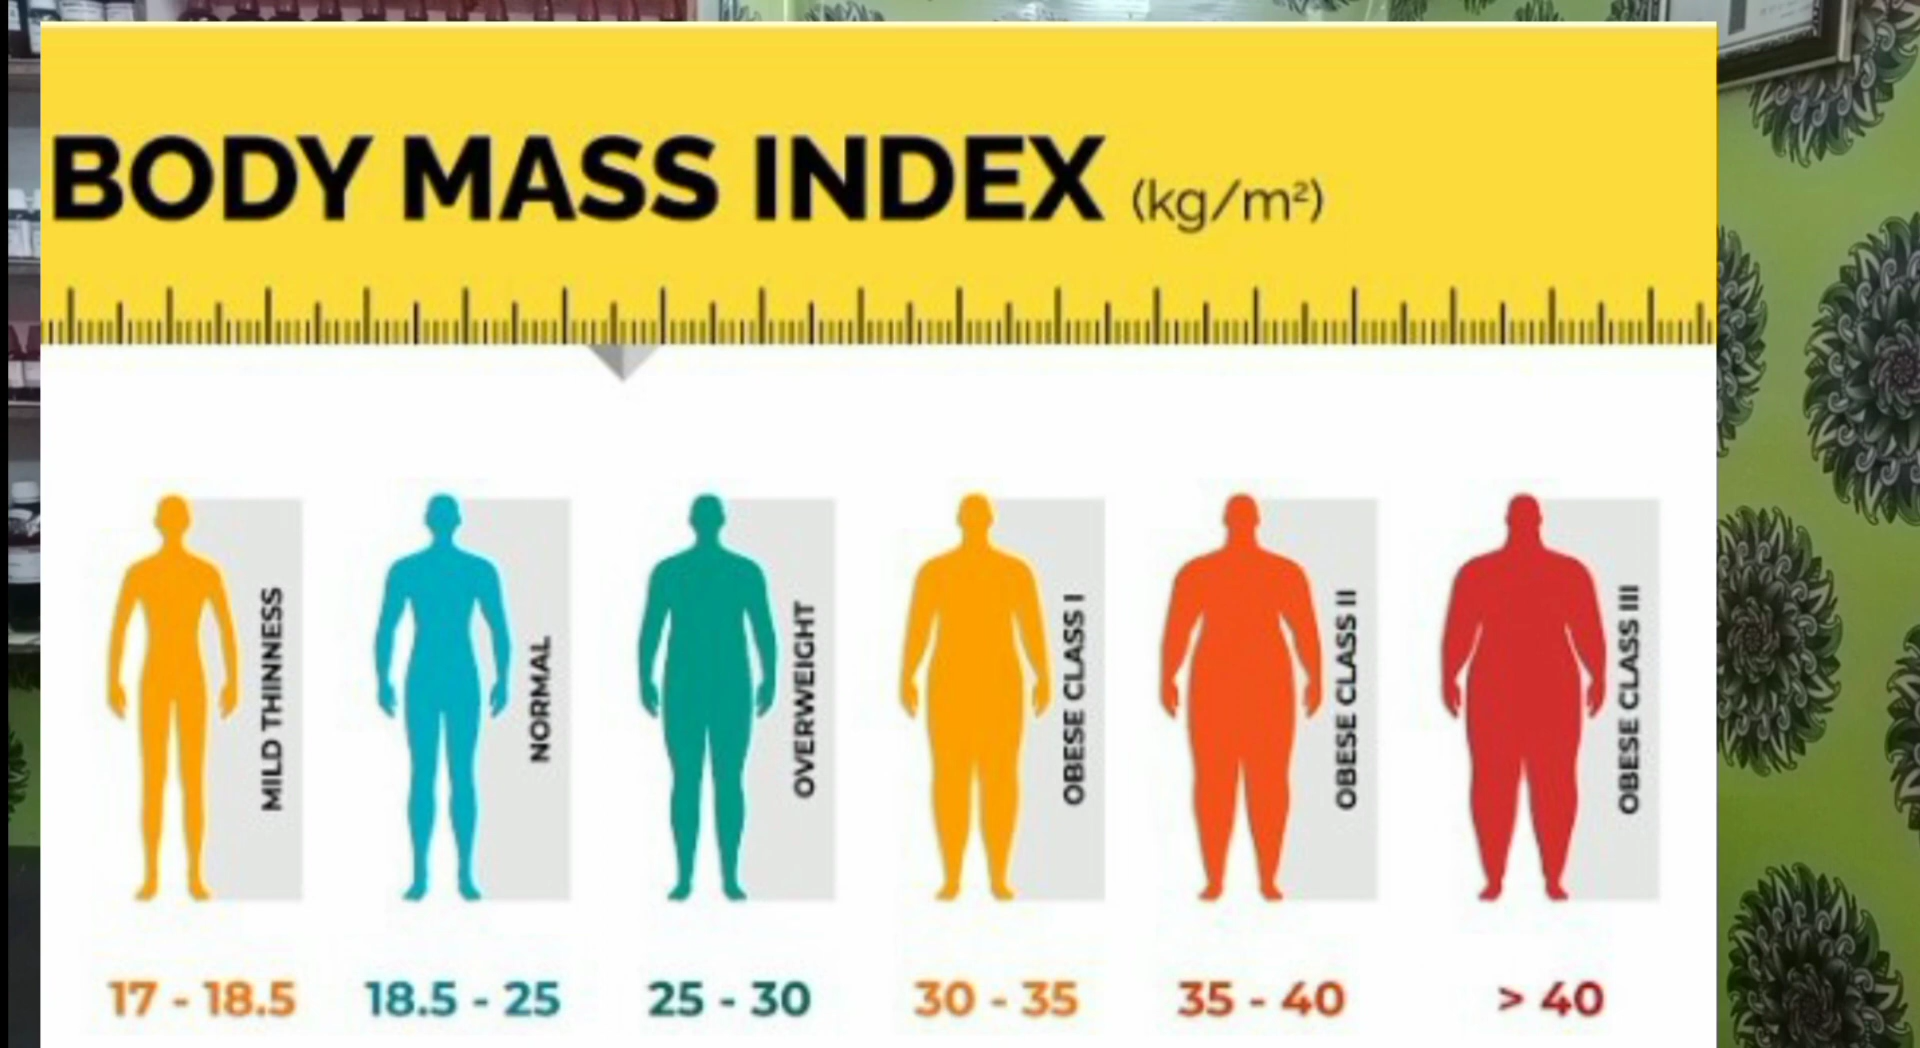 BODY MASS INDEX (kg/m²)
MILD THINNESS
NORMAL
OVERWEIGHT
OBESE CLASS I
OBESE CLASS II
OBESE CLASS III
17 - 18.5
18.5 - 25
25 - 30
30 - 35
35 - 40
> 40